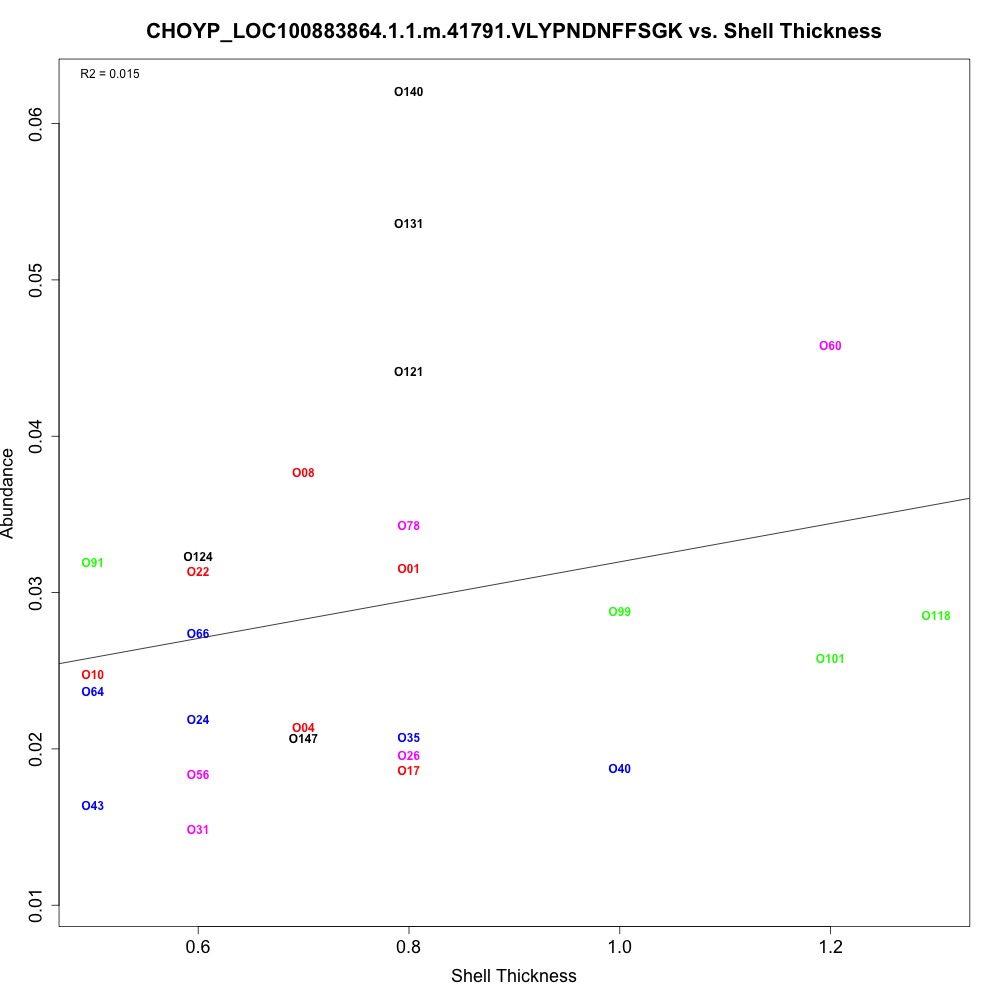 CHOYP_LOC100883864.1.1.m.41791.VLYPNDNFFSGK vs. Shell Thickness
R2 = 0.015
O140
0.06
O131
0.05
O60
O121
0.04
Abundance
O08
O78
O124
O91
O22
O01
0.03
O99
O118
O66
O101
O10
O64
O24
O04
O147
O35
0.02
O26
O40
O17
O56
O43
O31
0.01
0.6 0.8 1.0 1.2
Shell Thickness